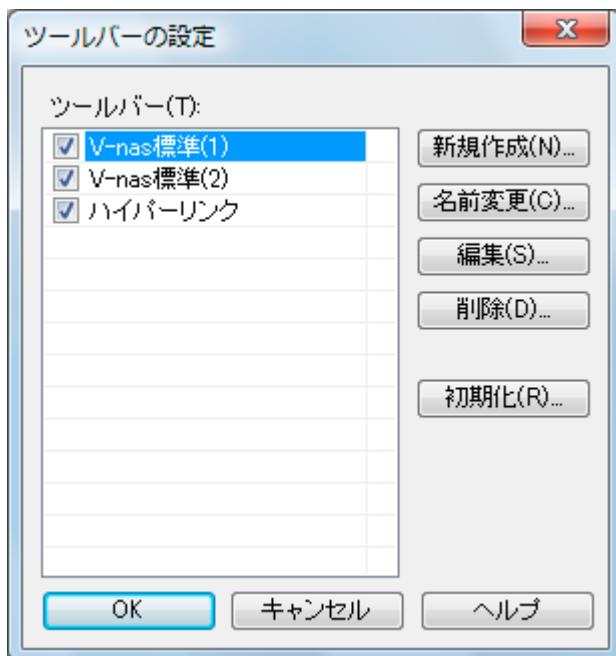 ツールバーの設定
ツールバー(T):
V-nas標準(1)
V-nas標準(2)
ハイパーリンク
新規作成(N)...
名前変更(C)...
編集(S)...
削除(D)...
初期化(R)...
OK
キャンセル
ヘルプ